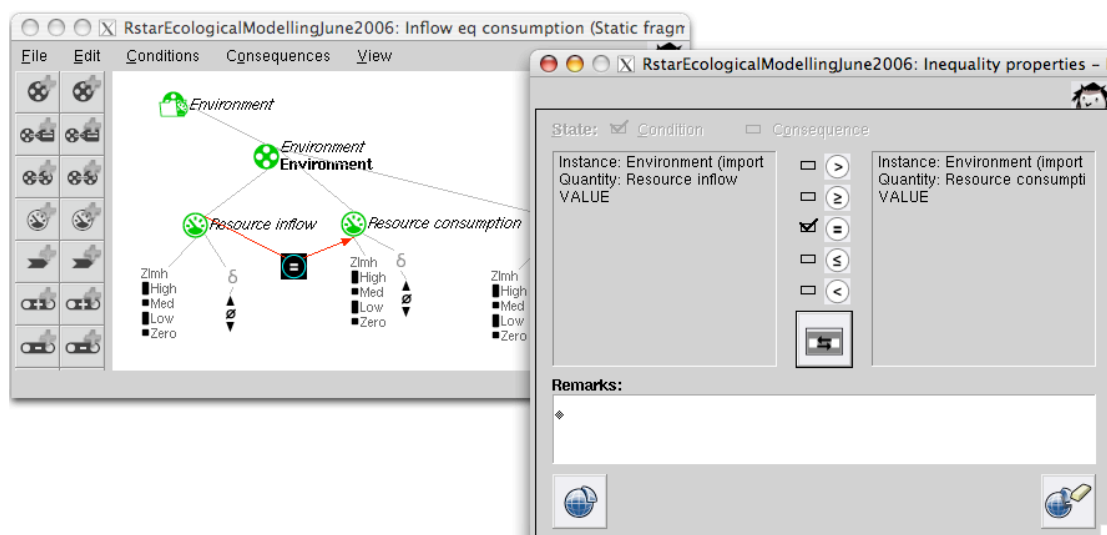 RstarEcologicalModellingJune2006: Inflow eq consumption (Static fragm
File Edit Conditions Consequences View
Environment
Environment
Environment
Resource inflow
Resource consumption
=
Zlmh
High
Med
Low
Zero
δ
ø
Zlmh
High
Med
Low
Zero
δ
ø
Zlmh
High
Med
Low
Zero
RstarEcologicalModellingJune2006: Inequality properties –
State: Condition Consequence
Instance: Environment (import
Quantity: Resource inflow
VALUE
>
≥
=
≤
<
Instance: Environment (import
Quantity: Resource consumpti
VALUE
Remarks: